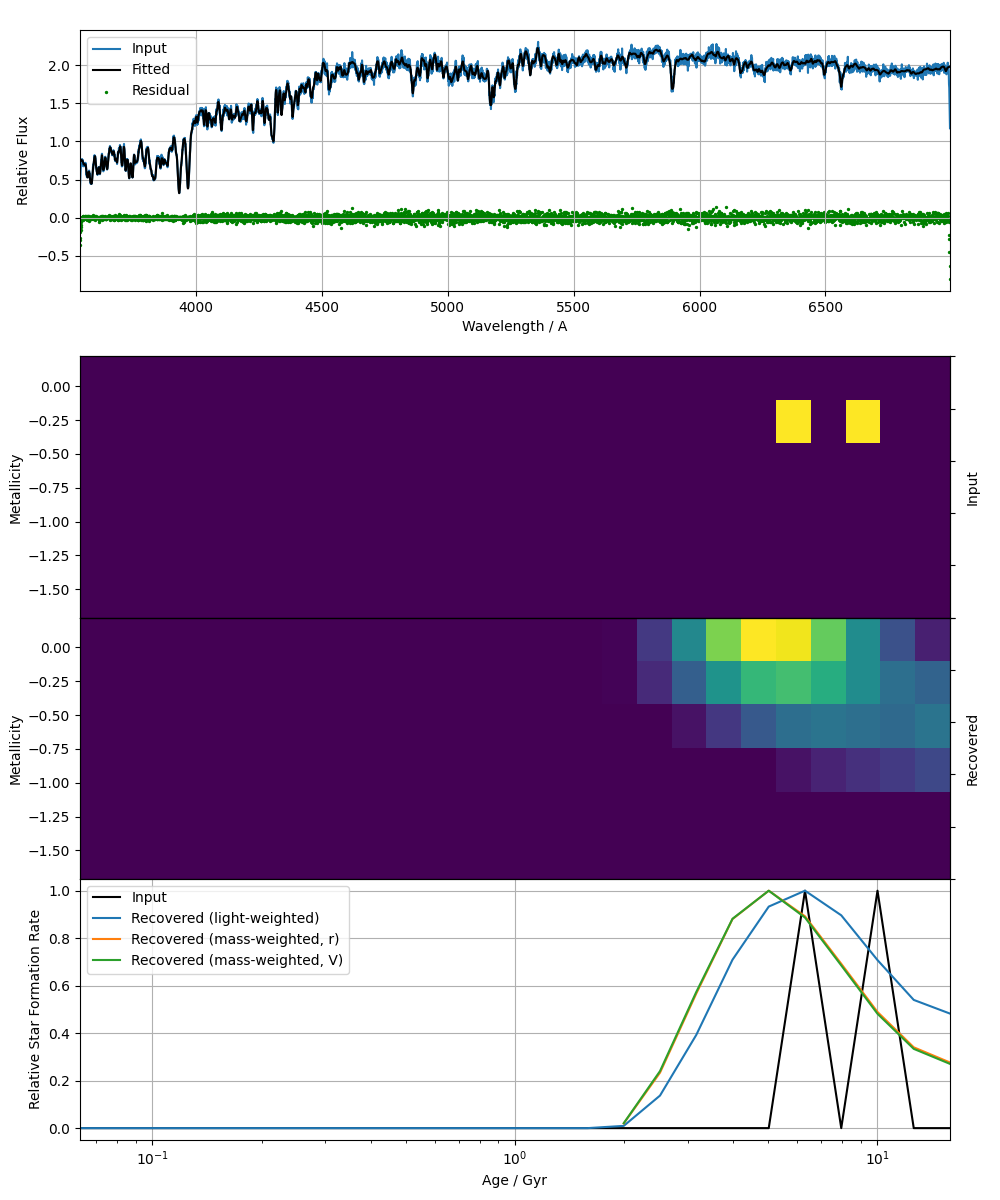 Input
Fitted
Residual
2.0
1.5
1.0
0.5
0.0
−0.5
Relative Flux
4000 4500 5000 5500 6000 6500
Wavelength / A
0.00
−0.25
−0.50
−0.75
−1.00
−1.25
−1.50
Metallicity
Input
0.00
−0.25
−0.50
−0.75
−1.00
−1.25
−1.50
Metallicity
Recovered
Input
Recovered (light-weighted)
Recovered (mass-weighted, r)
Recovered (mass-weighted, V)
1.0
0.8
0.6
0.4
0.2
0.0
Relative Star Formation Rate
10⁻¹ 10⁰ 10¹
Age / Gyr